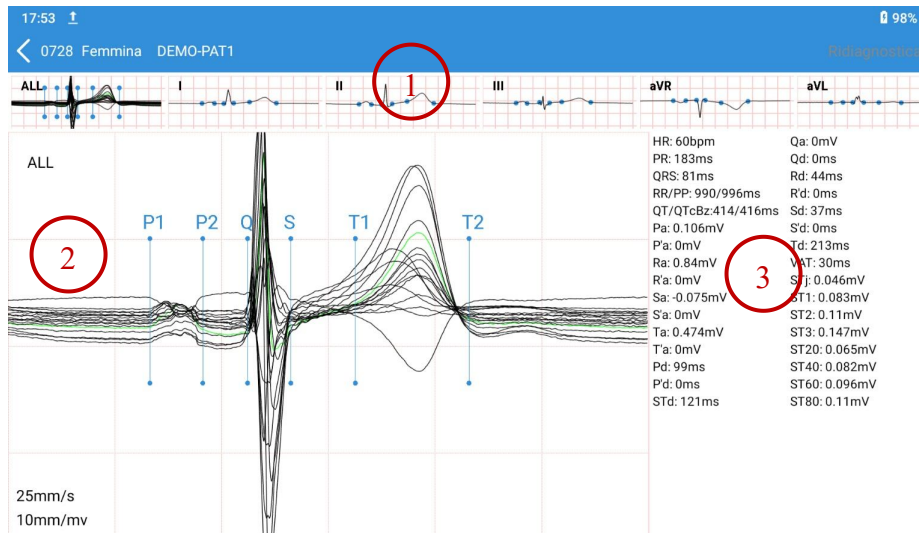 17:53 98%
0728 Femmina DEMO-PAT1 Ridiagnostica
ALL I II III aVR aVL
1
ALL
P1 P2 Q S T1 T2
2
25mm/s
10mm/mv
HR: 60bpm
PR: 183ms
QRS: 81ms
RR/PP: 990/996ms
QT/QTcBz:414/416ms
Pa: 0.106mV
P'a: 0mV
Ra: 0.84mV
R'a: 0mV
Sa: -0.075mV
S'a: 0mV
Ta: 0.474mV
T'a: 0mV
Pd: 99ms
P'd: 0ms
STd: 121ms
Qa: 0mV
Qd: 0ms
Rd: 44ms
R'd: 0ms
Sd: 37ms
S'd: 0ms
Td: 213ms
VAT: 30ms
STj: 0.046mV
ST1: 0.083mV
ST2: 0.11mV
ST3: 0.147mV
ST20: 0.065mV
ST40: 0.082mV
ST60: 0.096mV
ST80: 0.11mV
3